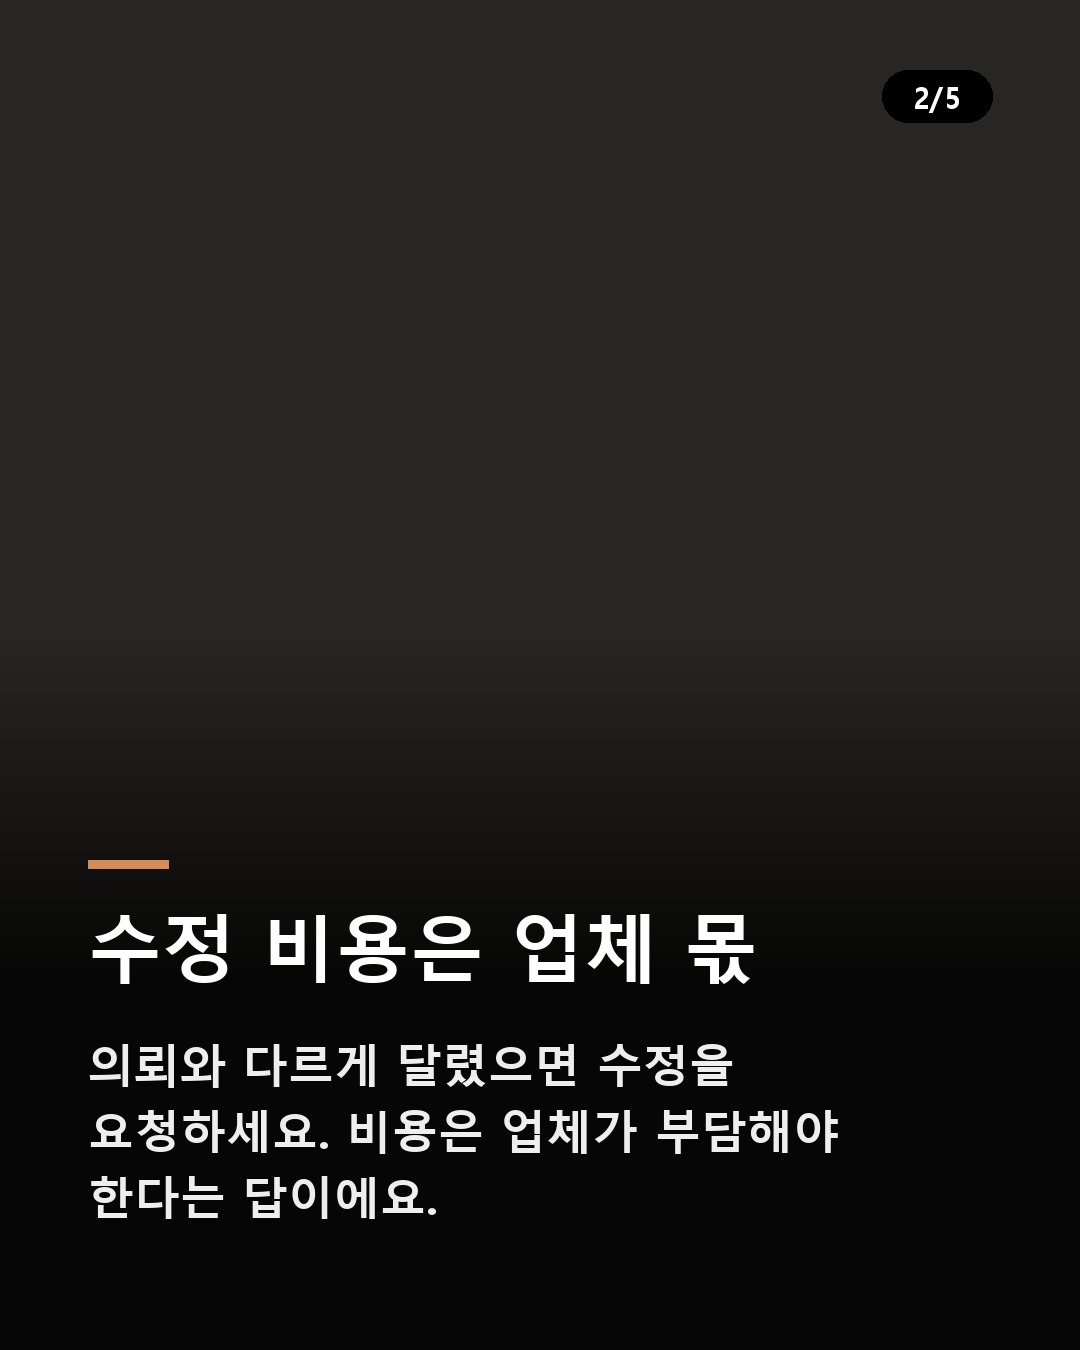 2/5
수정 비용은 업체 몫
의뢰와 다르게 달렸으면 수정을
요청하세요. 비용은 업체가 부담해야
한다는 답이에요.